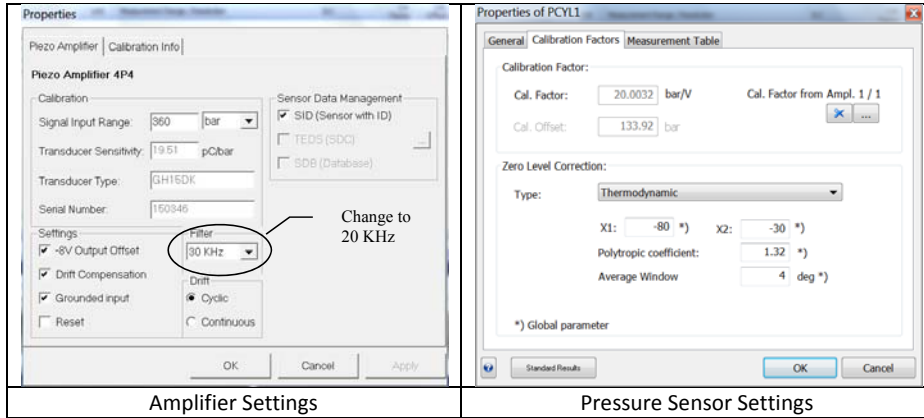 Properties
Piezo Amplifier Calibration Info
Piezo Amplifier 4P4
Calibration
Signal Input Range: 360 bar
Transducer Sensitivity: 19.51 pC/bar
Transducer Type: GH15DK
Serial Number: 150346
Sensor Data Management
SID (Sensor with ID)
TEDS (SDC) ...
SDB (Database)
Settings
-8V Output Offset
Drift Compensation
Grounded input
Reset
Filter
30 KHz
Drift
Cyclic
Continuous
Change to
20 KHz
OK Cancel Apply
Amplifier Settings
Properties of PCYL1
General Calibration Factors Measurement Table
Calibration Factor:
Cal. Factor: 20.0032 bar/V Cal. Factor from Ampl. 1 / 1
...
Cal. Offset: 133.92 bar
Zero Level Correction:
Type: Thermodynamic
X1: -80 *) X2: -30 *)
Polytropic coefficient: 1.32 *)
Average Window 4 deg *)
*) Global parameter
Standard Results OK Cancel
Pressure Sensor Settings